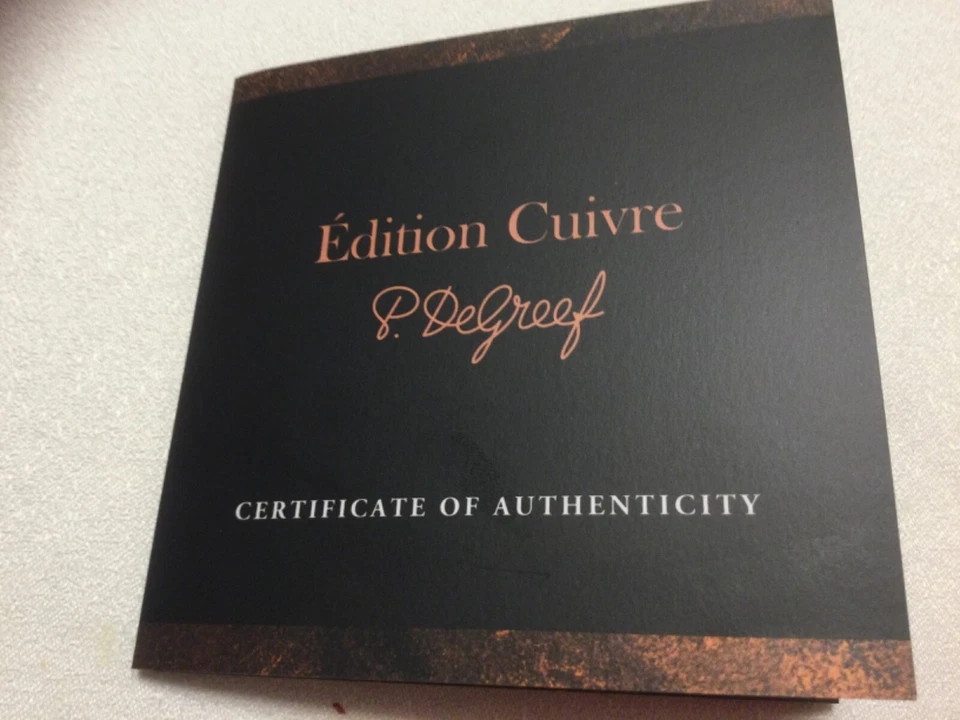 Édition Cuivre
P. DeGreef
CERTIFICATE OF AUTHENTICITY